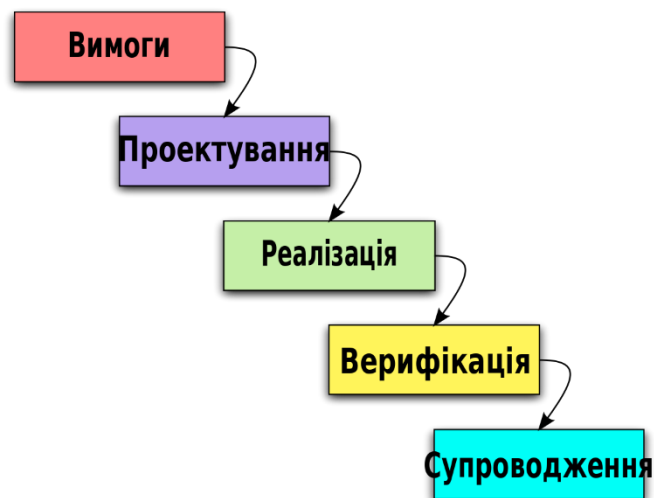 Вимоги
Проектування
Реалізація
Верифікація
Супроводження